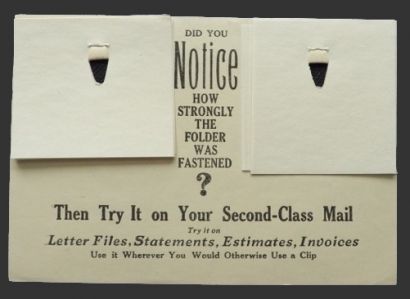 DID YOU
Notice
HOW
STRONGLY
THE
FOLDER
WAS
FASTENED
?
Then Try It on Your Second-Class Mail
Try it on
Letter Files, Statements, Estimates, Invoices
Use it Wherever You Would Otherwise Use a Clip